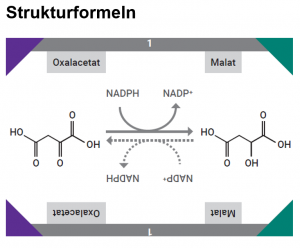 Strukturformeln
1
Oxalacetat Malat
NADPH NADP+
HO O O OH O
HO O OH OH O
NADPH NADP+
Oxalacetat Malat
1